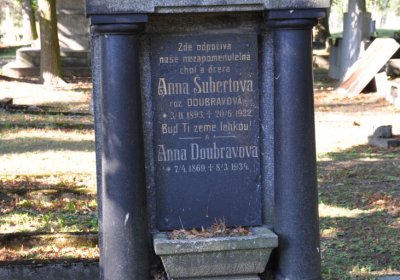 Zde odpočívá
naše nezapomenutelná
choť a dcera
Anna Šubertová
roz. DOUBRAVOVÁ
* 3/11. 1893, † 20/6. 1922.
Buď Ti země lehkou!
a
Anna Doubravová
* 7/4. 1869. † 8/3. 1934.